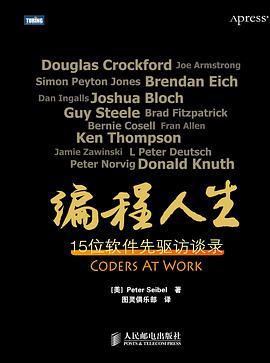 TURING
Apress®
Douglas Crockford Joe Armstrong
Simon Peyton Jones Brendan Eich
Dan Ingalls Joshua Bloch
Guy Steele Brad Fitzpatrick
Bernie Cosell Fran Allen
Ken Thompson
Jamie Zawinski L Peter Deutsch
Peter Norvig Donald Knuth
编程人生
15位软件先驱访谈录
CODERS AT WORK
[美] Peter Seibel 著
图灵俱乐部 译
人民邮电出版社
POSTS & TELECOM PRESS